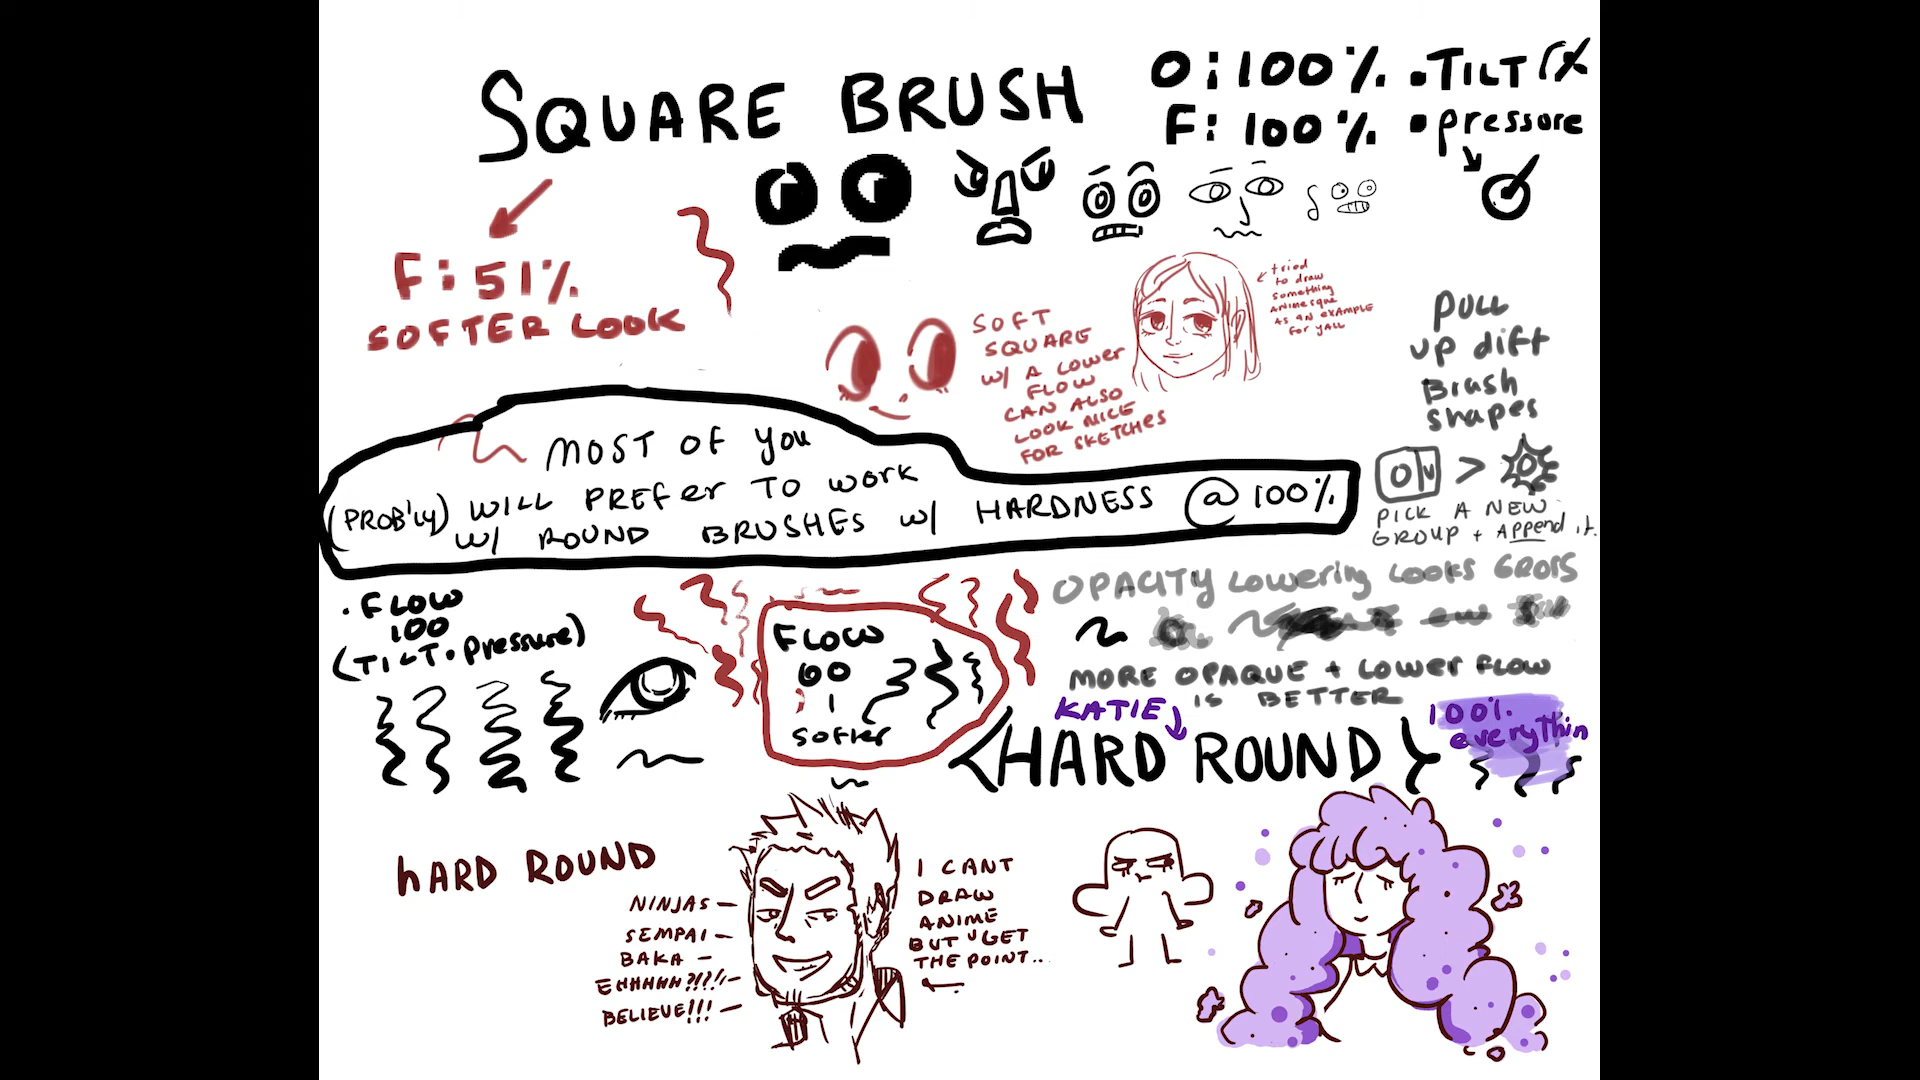 SQUARE BRUSH
O: 100% • TILT
F: 100% • pressure
F: 51%
SOFTER LOOK
SOFT
SQUARE
W/ A LOWER
FLOW
CAN ALSO
LOOK NICE
FOR SKETCHES
tried
to draw
something
animesque
as an example
for yall
PULL
up diff
Brush
shapes
PICK A NEW
GROUP + Append it.
MOST OF YOU
(PROB'LY) WILL PREFER TO WORK
W/ ROUND BRUSHES W/ HARDNESS @ 100%
• FLOW
100
(TILT • Pressure)
FLOW
60
softer
OPACITY Lowering LOOKS GROSS
ew
MORE OPAQUE + LOWER FLOW
IS BETTER
KATIE
HARD ROUND
100%
everythin
HARD ROUND
NINJAS –
SEMPAI –
BAKA –
EHHHHH?!?!! –
BELIEVE!!! –
I CANT
DRAW
ANIME
BUT U GET
THE POINT...